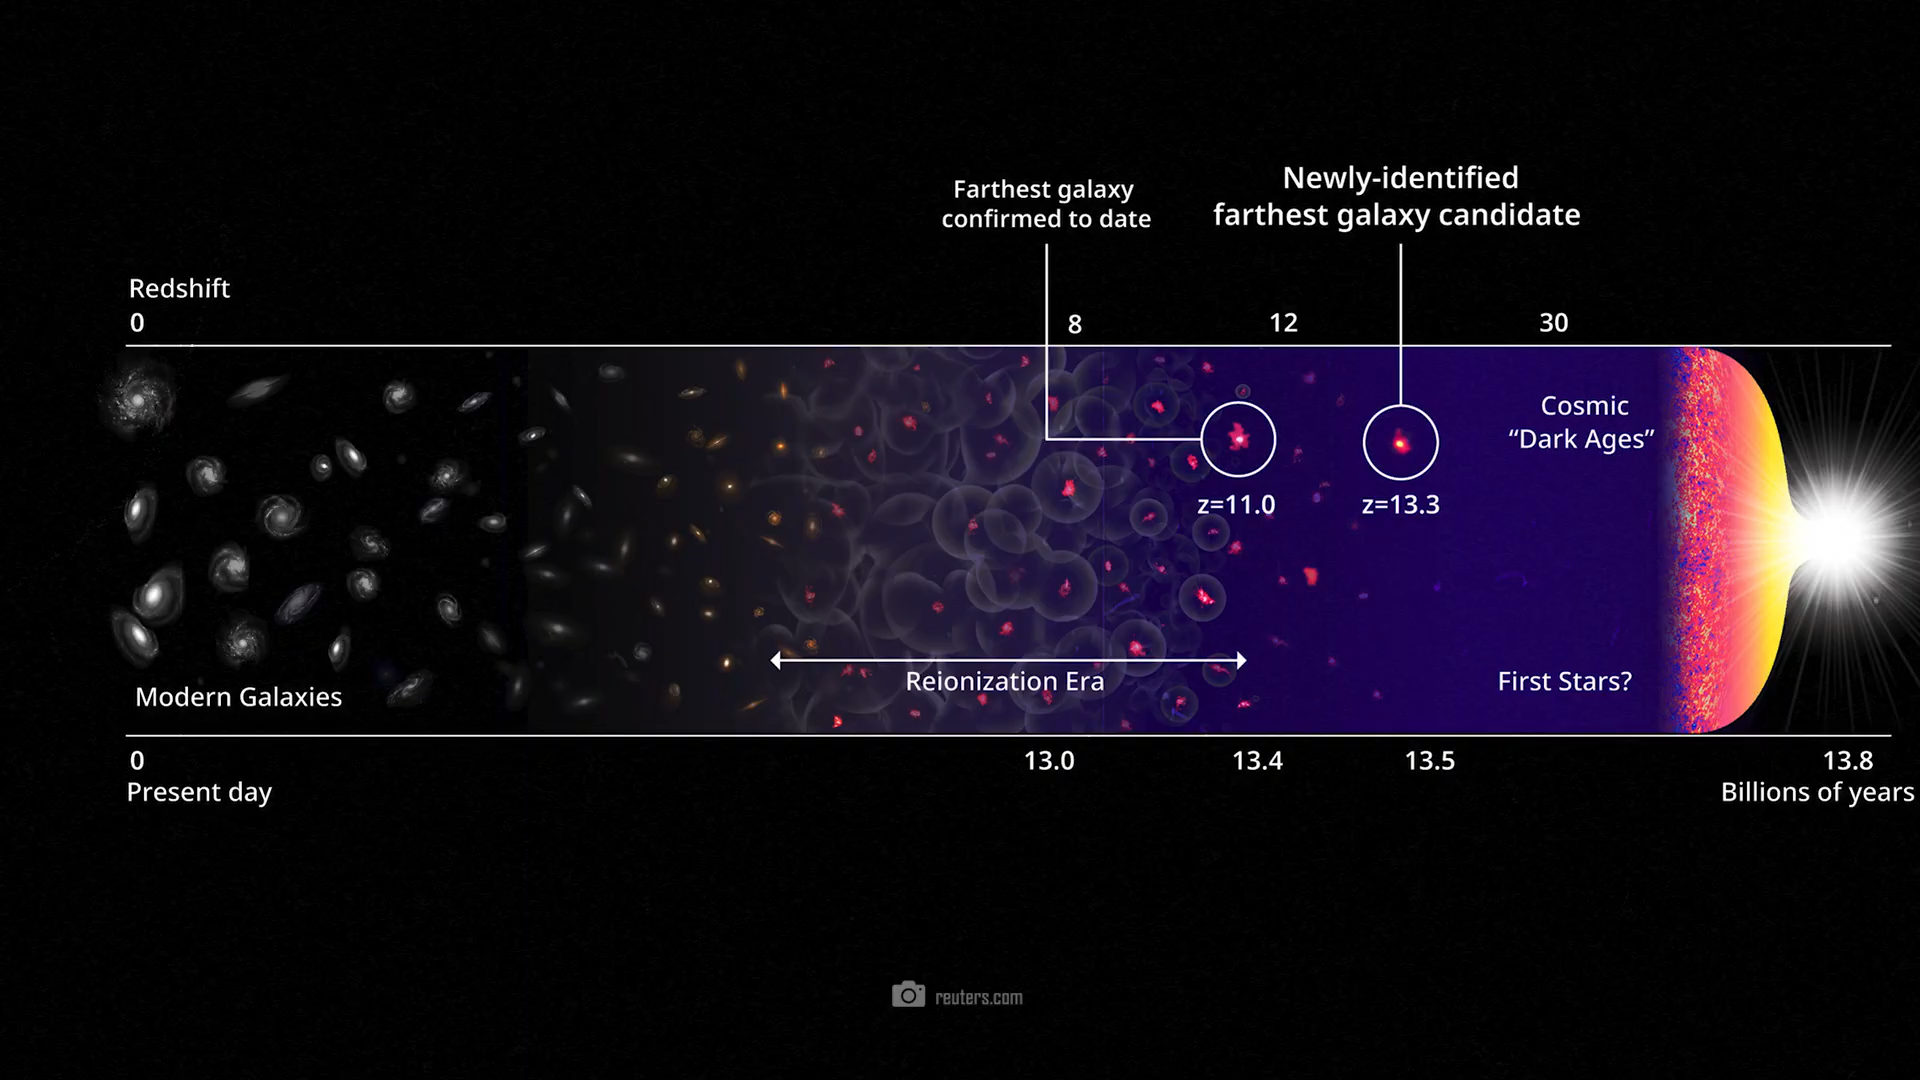 Farthest galaxy
confirmed to date
Newly-identified
farthest galaxy candidate
Redshift
0
8
12
30
Cosmic
“Dark Ages”
z=11.0
z=13.3
Modern Galaxies
Reionization Era
First Stars?
0
13.0
13.4
13.5
13.8
Present day
Billions of years
reuters.com